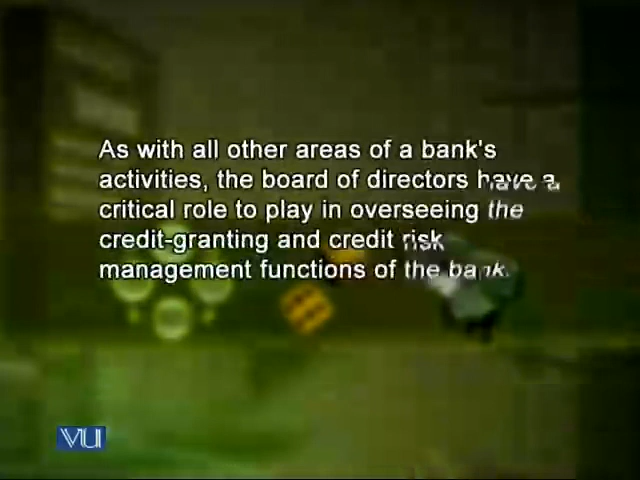 As with all other areas of a bank's
activities, the board of directors have a
critical role to play in overseeing the
credit-granting and credit risk
management functions of the bank.
VU